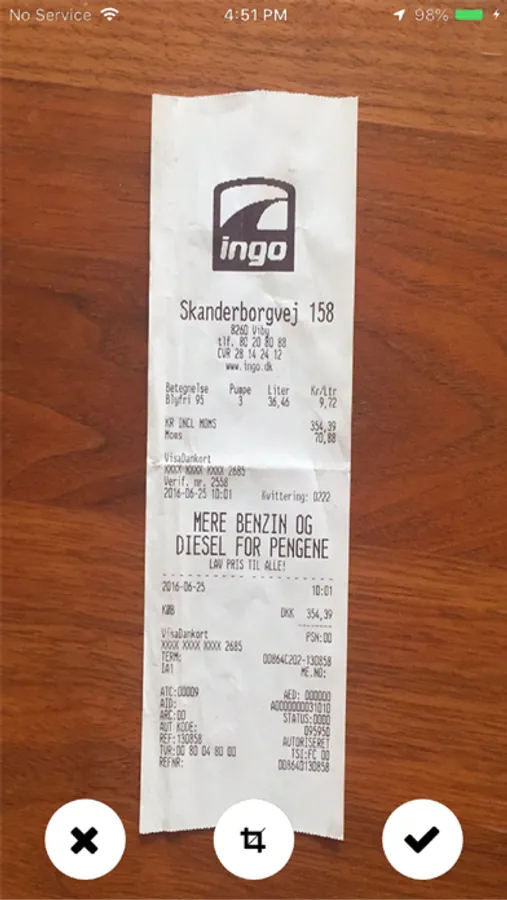 No Service 4:51 PM 98%
ingo
Skanderborgvej 158
8260 Viby
tlf. 80 20 80 88
CVR 28 14 24 12
www.ingo.dk
Betegnelse Pumpe Liter Kr/Ltr
Blyfri 95 3 36,46 9,72
KR INCL MOMS 354,39
Moms 70,88
VisaDankort
XXXX XXXX XXXX 2685
Verif. nr. 2558
2016-06-25 10:01 Kvittering: 0222
MERE BENZIN OG
DIESEL FOR PENGENE
LAV PRIS TIL ALLE!
2016-06-25 10:01
KØB DKK 354,39
VisaDankort PSN:00
XXXX XXXX XXXX 2685
TERM: 00864C202-130858
IA1 ME.NO:
ATC:00009 AED: 000000
AID: A0000000031010
ARC:00 STATUS:0000
AUT KODE: 095950
REF:130858 AUTORISERET
TVR:00 80 04 80 00 TSI:FC 00
REFNR: 008640130858